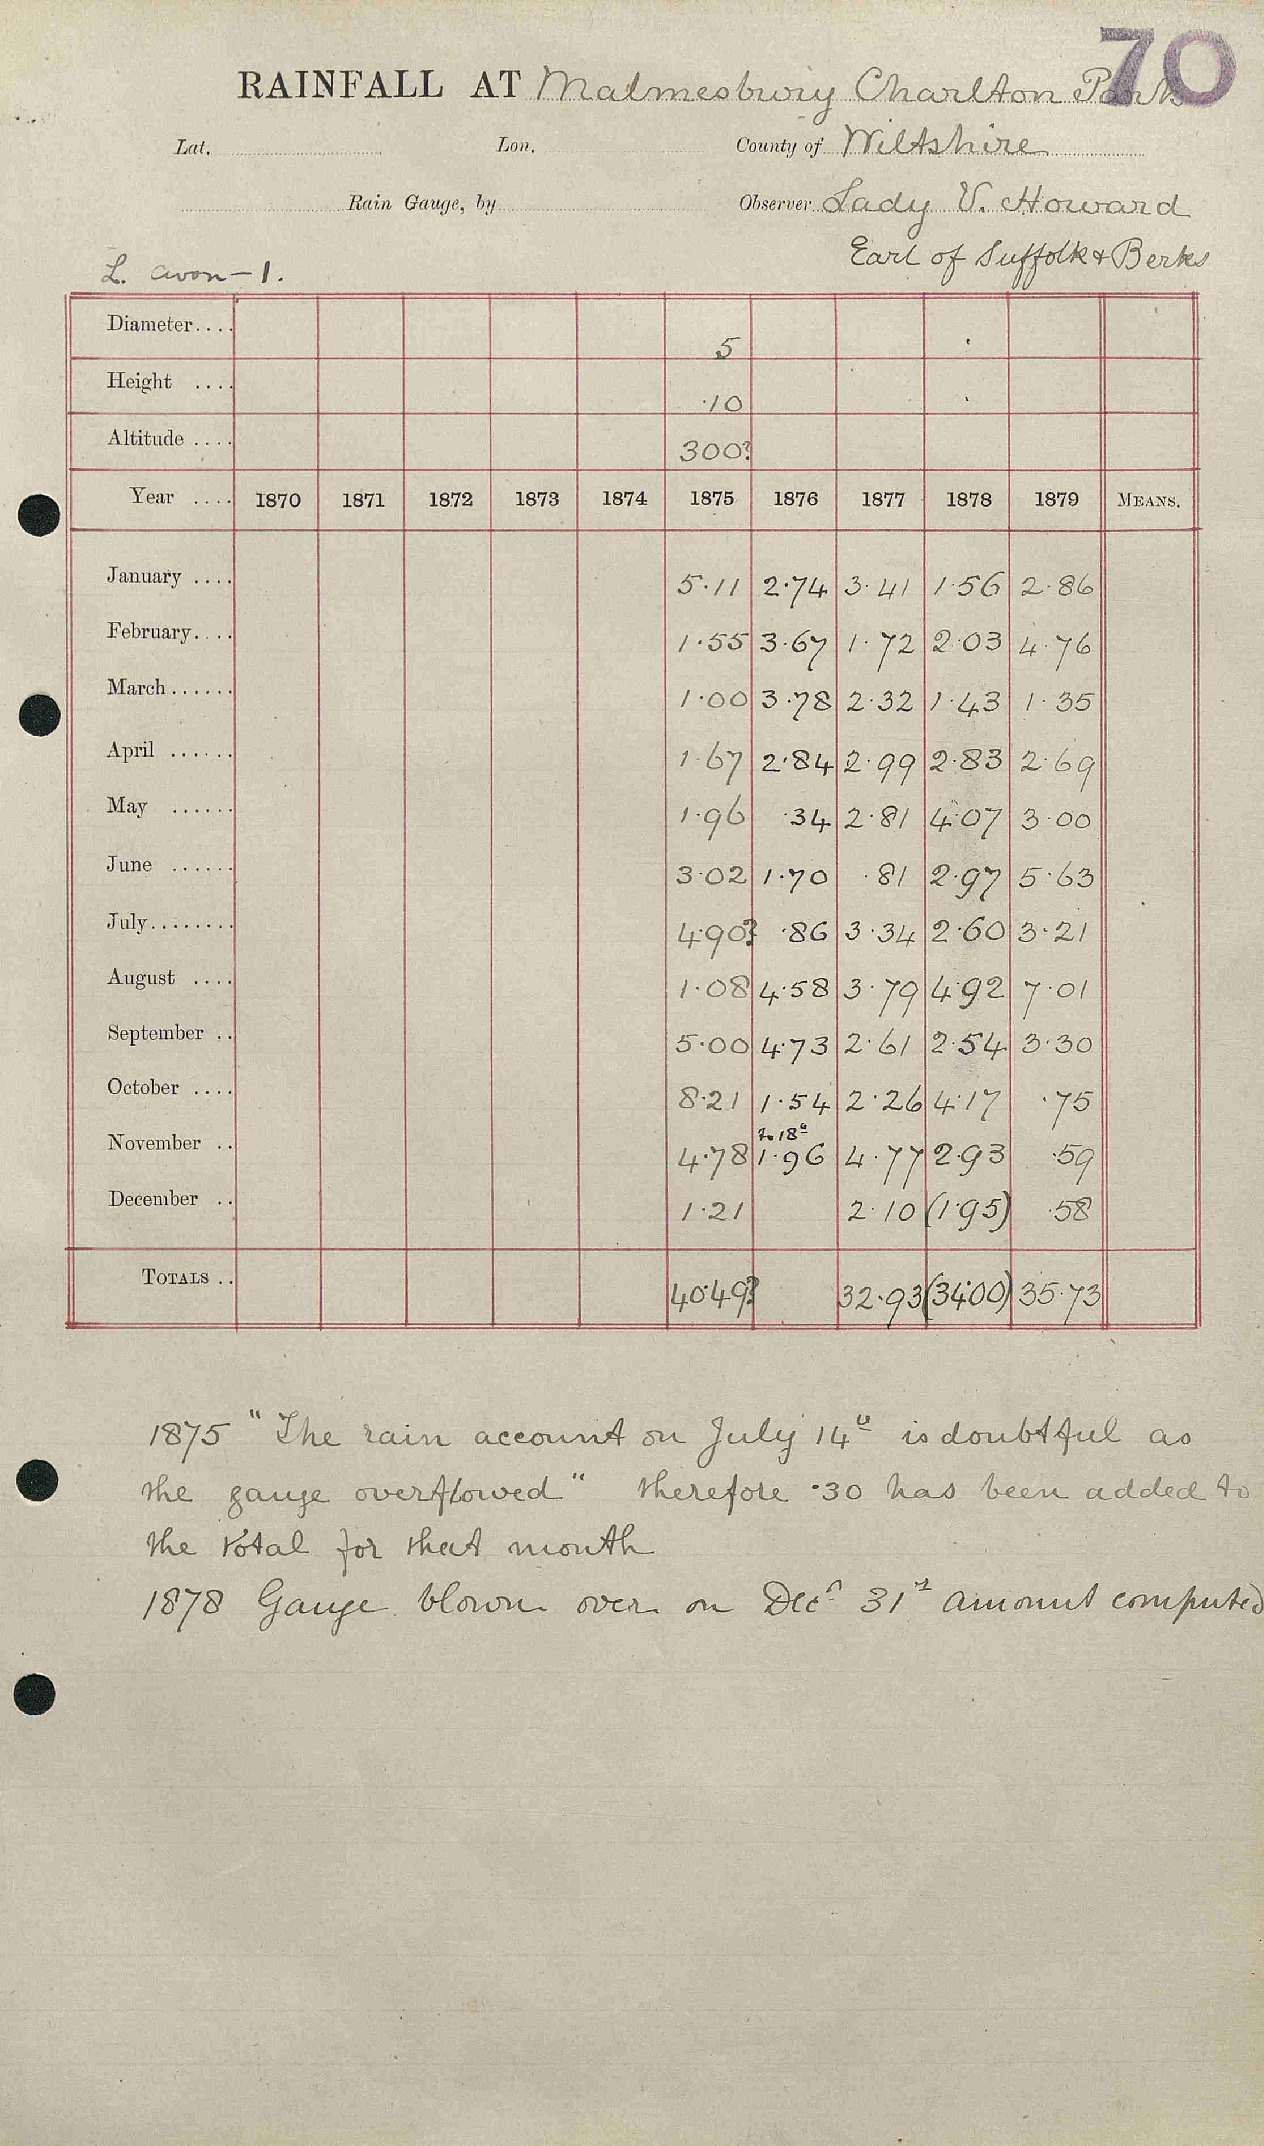 70
RAINFALL AT Malmesbury Charlton Park
Lat. Lon. County of Wiltshire
Rain Gauge, by Observer Lady V. Howard
Earl of Suffolk & Berks
L. Avon - 1.
Diameter.... 5
Height .... ·10
Altitude .... 300?
Year .... 1870 1871 1872 1873 1874 1875 1876 1877 1878 1879 MEANS.
January .... 5·11 2·74 3·41 1·56 2·86
February.... 1·55 3·67 1·72 2·03 4·76
March...... 1·00 3·78 2·32 1·43 1·35
April ...... 1·67 2·84 2·99 2·83 2·69
May ...... 1·96 ·34 2·81 4·07 3·00
June ...... 3·02 1·70 ·81 2·97 5·63
July........ 4·90? ·86 3·34 2·60 3·21
August .... 1·08 4·58 3·79 4·92 7·01
September .. 5·00 4·73 2·61 2·54 3·30
October .... 8·21 1·54 2·26 4·17 ·75
to 18th
November .. 4·78 1·96 4·77 2·93 ·59
December .. 1·21 2·10 (1·95) ·58
TOTALS .. 40·49? 32·93 (34·00) 35·73
1875 "The rain account on July 14th is doubtful as
the gauge overflowed" therefore ·30 has been added to
the total for that month
1878 Gauge blown over on Decr 31st amount computed